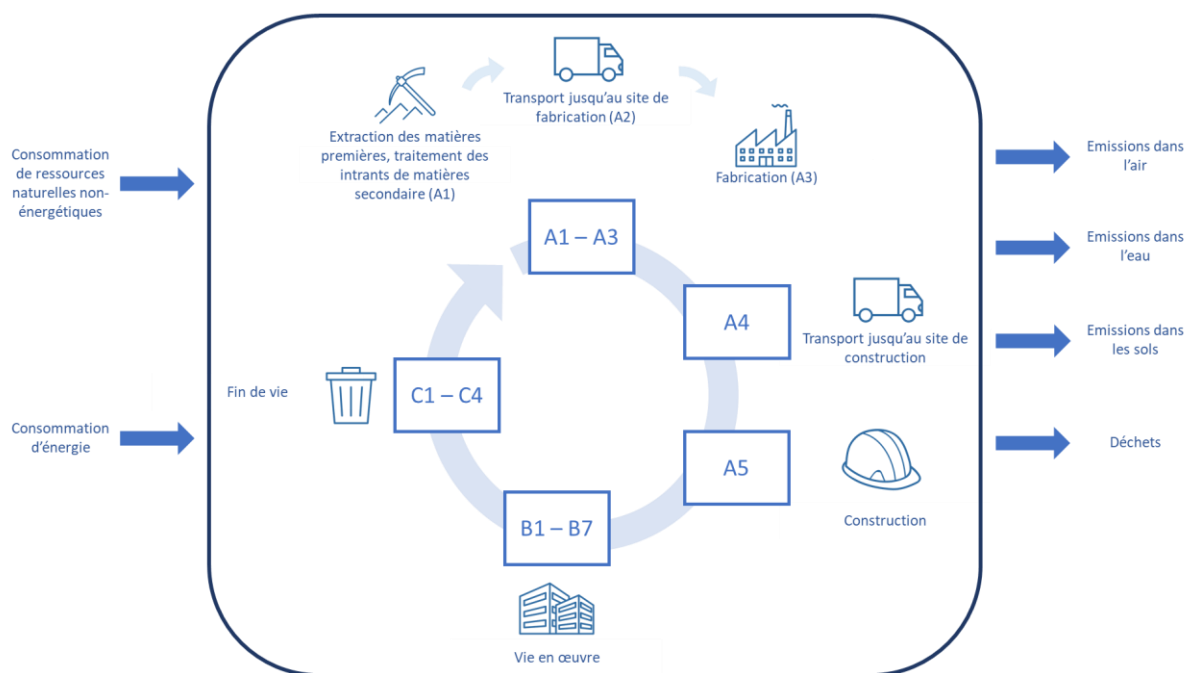 Consommation
de ressources
naturelles non-
énergétiques
Consommation
d'énergie
Extraction des matières
premières, traitement des
intrants de matières
secondaire (A1)
Transport jusqu'au site de
fabrication (A2)
Fabrication (A3)
A1 – A3
A4
Transport jusqu'au site de
construction
A5
Construction
B1 – B7
Vie en œuvre
C1 – C4
Fin de vie
Emissions dans
l'air
Emissions dans
l'eau
Emissions dans
les sols
Déchets